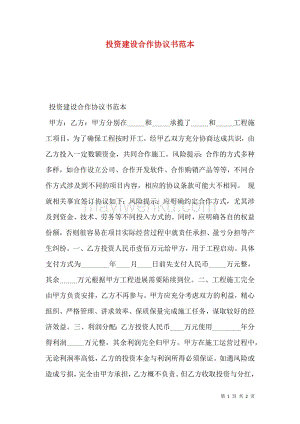 投资建设合作协议书范本
投资建设合作协议书范本
甲方：乙方：甲方分别在____和____承揽了____和____工程施
工项目。为了确保工程按时开工，经甲乙双方充分协商达成共识，由
乙方投入一定数额资金，共同合作施工。风险提示：合作的方式多种
多样，如合作设立公司、合作开发软件、合作购销产品等等，不同合
作方式涉及到不同的项目内容，相应的协议条款可能大不相同。 现
就相关事宜签订协议如下：风险提示：应明确约定合作方式，尤其涉
及到资金、技术、劳务等不同投入方式的。同时，应明确各自的权益
份额，否则很容易在项目实际经营过程中就责任承担、盈亏分担等产
生纠纷。 一、乙方投资人民币壹佰万元给甲方，用于工程启动。具体
支付方式为________年____月____日前先支付人民币____万元整，
其余____万元根据甲方工程进展需要陆续到位。 二、工程施工完全
由甲方负责安排，乙方不再参与。甲方充分考虑双方的利益，精心
组织、严格管理、讲求效率、保质保量完成施工任务，谋取较好的经
济效益。 三、利润分配：乙方投资人民币____万元使用________年
分得利润____万元整，其余归甲方所有。甲方在施工运营过程中，
无论利润率高低，乙方的投资本金与利润所得必须保证。如遇风险或
造成亏损，完全由甲方承担，乙方不负责。但乙方收取投资与分红，
第 1 页 共 2 页